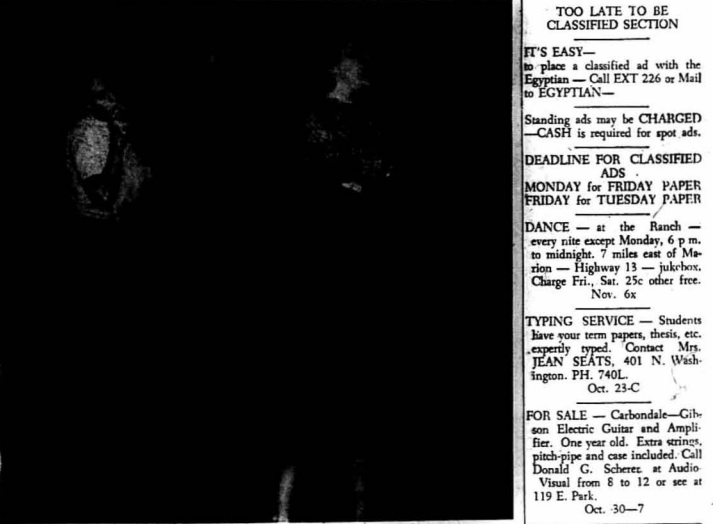 TOO LATE TO BE
CLASSIFIED SECTION
IT'S EASY—
to place a classified ad with the
Egyptian — Call EXT 226 or Mail
to EGYPTIAN—
Standing ads may be CHARGED
—CASH is required for spot ads.
DEADLINE FOR CLASSIFIED
ADS
MONDAY for FRIDAY PAPER
FRIDAY for TUESDAY PAPER
DANCE — at the Ranch —
every nite except Monday, 6 p m.
to midnight. 7 miles east of Ma-
rion — Highway 13 — jukebox.
Charge Fri., Sat. 25c other free.
Nov. 6x
TYPING SERVICE — Students
have your term papers, thesis, etc.
expertly typed. Contact Mrs.
JEAN SEATS, 401 N. Wash-
ington. PH. 740L.
Oct. 23-C
FOR SALE — Carbondale—Gib-
son Electric Guitar and Ampli-
fier. One year old. Extra strings,
pitch-pipe and case included. Call
Donald G. Scherer at Audio
Visual from 8 to 12 or see at
119 E. Park.
Oct. 30—7